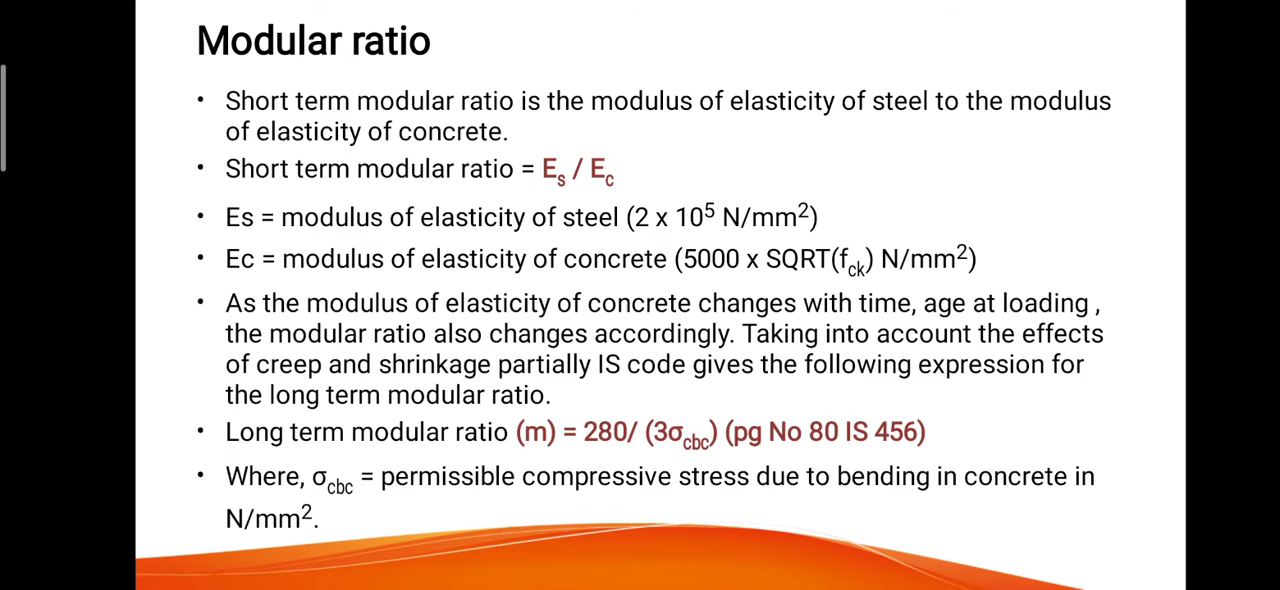 Modular ratio
• Short term modular ratio is the modulus of elasticity of steel to the modulus
of elasticity of concrete.
• Short term modular ratio = Eₛ / E꜀
• Es = modulus of elasticity of steel (2 x 10⁵ N/mm²)
• Ec = modulus of elasticity of concrete (5000 x SQRT(f_ck) N/mm²)
• As the modulus of elasticity of concrete changes with time, age at loading ,
the modular ratio also changes accordingly. Taking into account the effects
of creep and shrinkage partially IS code gives the following expression for
the long term modular ratio.
• Long term modular ratio (m) = 280/ (3σ_cbc) (pg No 80 IS 456)
• Where, σ_cbc = permissible compressive stress due to bending in concrete in
N/mm².